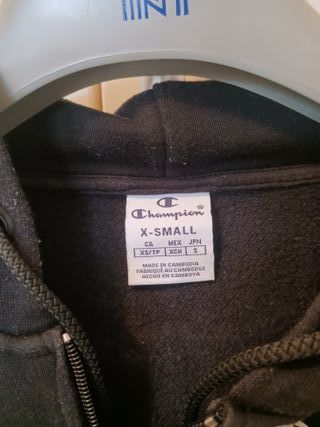 Champion®
X-SMALL
CA MEX JPN
XS/TP XCH S
MADE IN CAMBODIA
FABRIQUÉ AU CAMBODGE
HECHO EN CAMBOYA